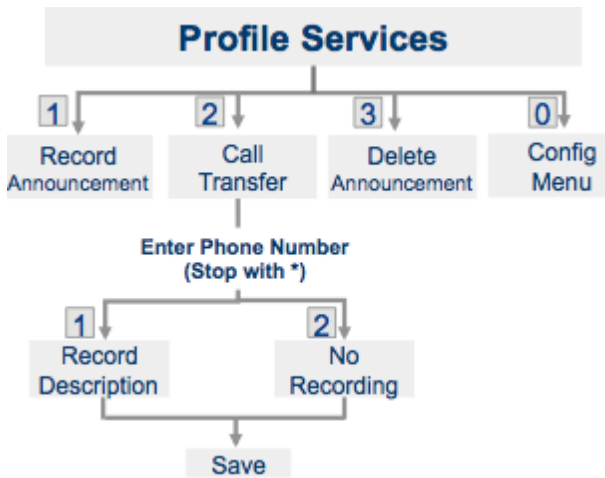 Profile Services
1
2
3
0
Record
Announcement
Call
Transfer
Delete
Announcement
Config
Menu
Enter Phone Number
(Stop with *)
1
2
Record
Description
No
Recording
Save